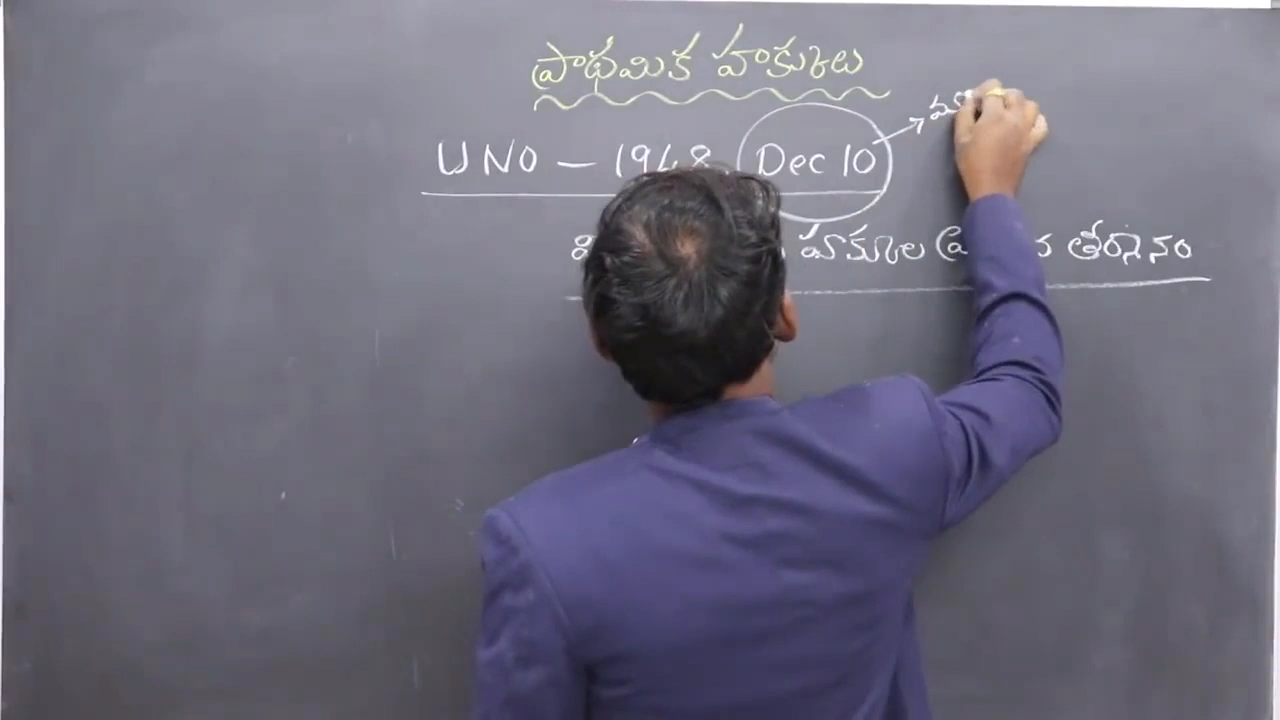 ప్రాథమిక హక్కులు
UNO – 1948, Dec 10 → మా
హక్కుల తీర్మానం